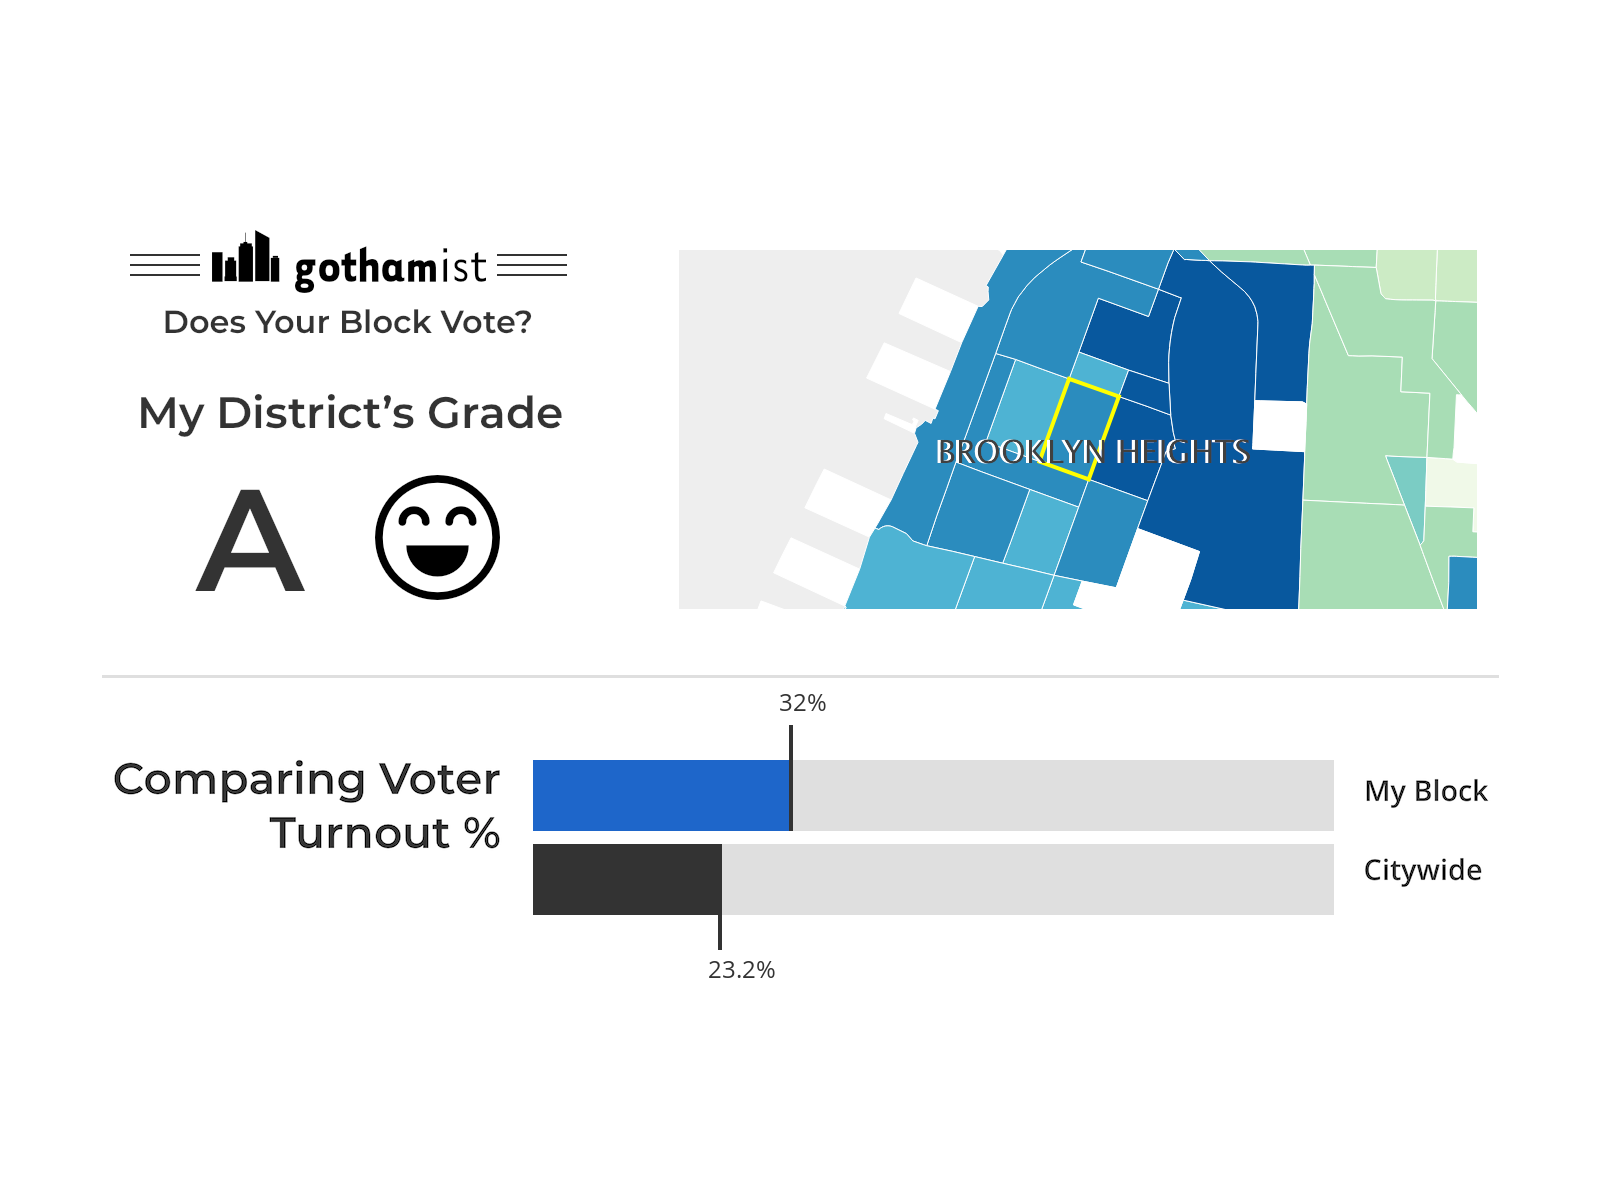 gothamist
Does Your Block Vote?
My District's Grade
A
BROOKLYN HEIGHTS
32%
Comparing Voter
Turnout %
My Block
Citywide
23.2%